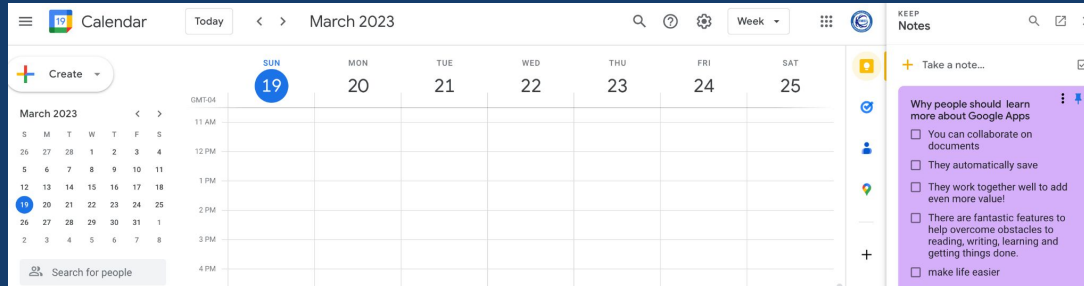 19 Calendar Today < > March 2023 Week
Create
March 2023 < >
S M T W T F S
26 27 28 1 2 3 4
5 6 7 8 9 10 11
12 13 14 15 16 17 18
19 20 21 22 23 24 25
26 27 28 29 30 31 1
2 3 4 5 6 7 8
Search for people
SUN MON TUE WED THU FRI SAT
19 20 21 22 23 24 25
GMT-04
11 AM
12 PM
1 PM
2 PM
3 PM
4 PM
KEEP
Notes
+ Take a note...
Why people should learn
more about Google Apps
You can collaborate on
documents
They automatically save
They work together well to add
even more value!
There are fantastic features to
help overcome obstacles to
reading, writing, learning and
getting things done.
make life easier